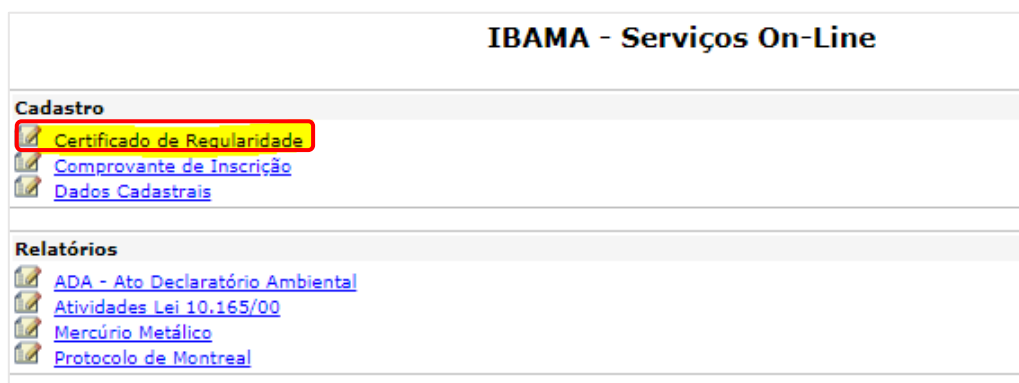 IBAMA - Serviços On-Line
Cadastro
Certificado de Regularidade
Comprovante de Inscrição
Dados Cadastrais
Relatórios
ADA - Ato Declaratório Ambiental
Atividades Lei 10.165/00
Mercúrio Metálico
Protocolo de Montreal